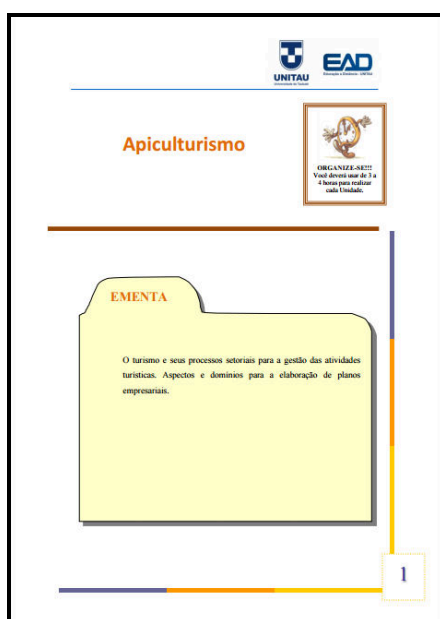 UNITAU
EAD
Apiculturismo
ORGANIZE-SE!!!
Você deverá usar de 3 a
4 horas para realizar
cada Unidade.
EMENTA
O turismo e seus processos setoriais para a gestão das atividades
turísticas. Aspectos e domínios para a elaboração de planos
empresariais.
1